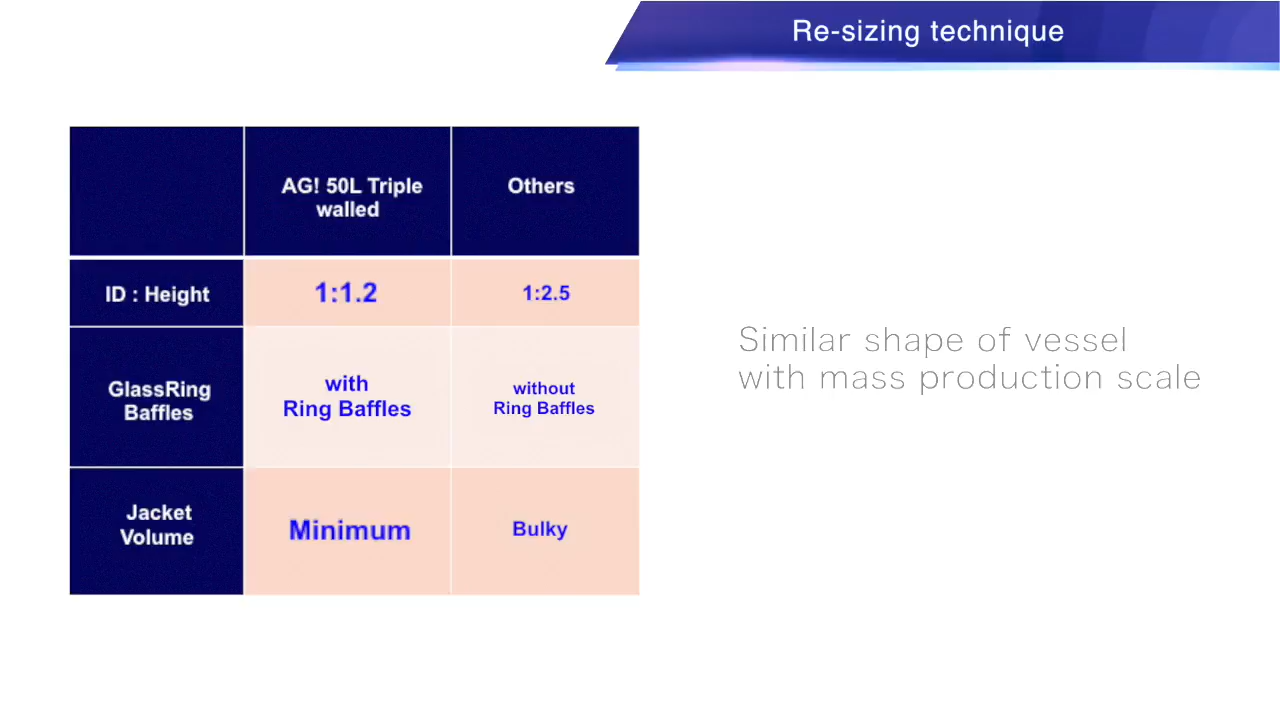 Re-sizing technique
AG! 50L Triple
walled
Others
ID : Height
1:1.2
1:2.5
GlassRing
Baffles
with
Ring Baffles
without
Ring Baffles
Jacket
Volume
Minimum
Bulky
Similar shape of vessel
with mass production scale